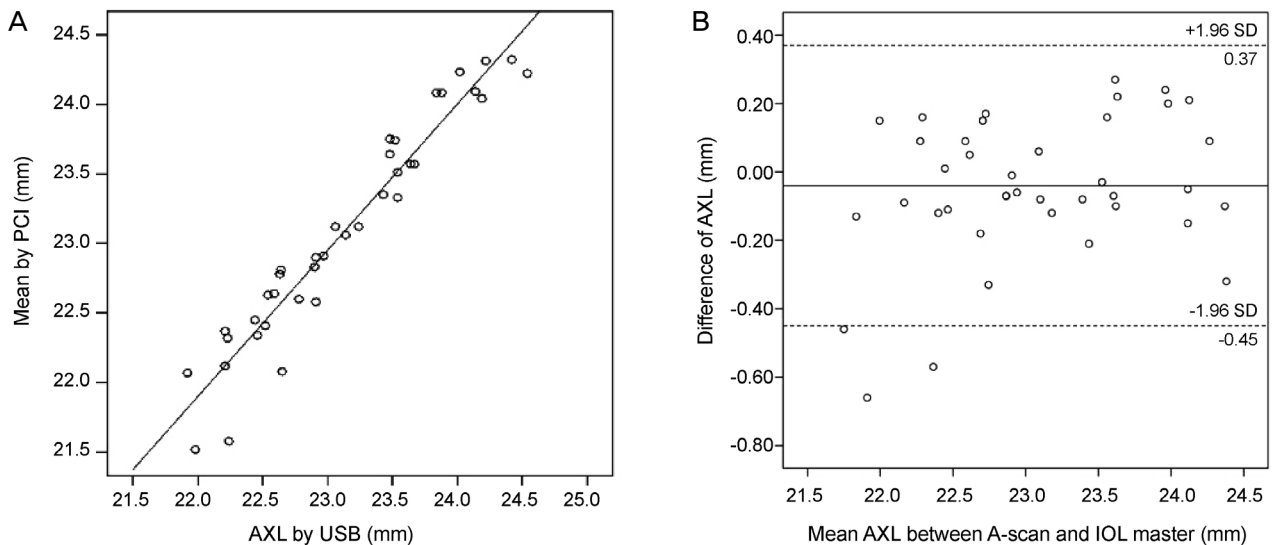 A
Mean by PCI (mm)
24.5
24.0
23.5
23.0
22.5
22.0
21.5
21.5 22.0 22.5 23.0 23.5 24.0 24.5 25.0
AXL by USB (mm)
B
Difference of AXL (mm)
0.40
0.20
0.00
-0.20
-0.40
-0.60
-0.80
+1.96 SD
0.37
-1.96 SD
-0.45
21.5 22.0 22.5 23.0 23.5 24.0 24.5
Mean AXL between A-scan and IOL master (mm)